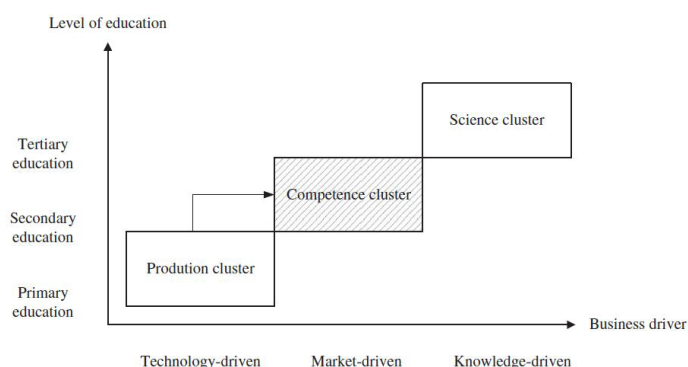 Level of education
Science cluster
Tertiary
education
Competence cluster
Secondary
education
Prodution cluster
Primary
education
Business driver
Technology-driven Market-driven Knowledge-driven